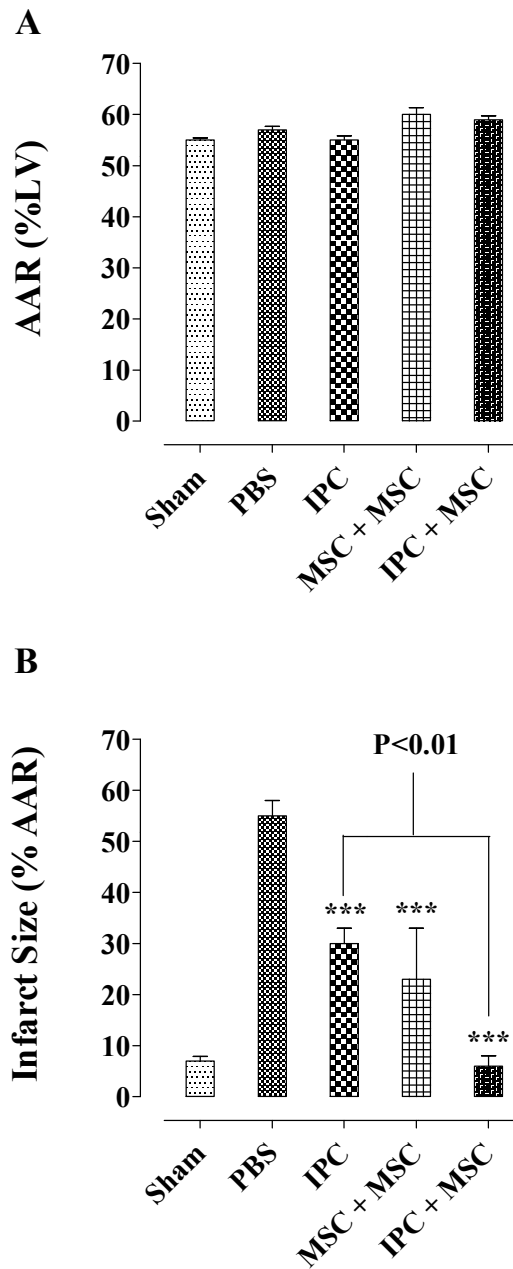 A
AAR (%LV)
70
60
50
40
30
20
10
0
Sham
PBS
IPC
MSC + MSC
IPC + MSC
B
Infarct Size (% AAR)
70
60
50
40
30
20
10
0
P<0.01
***
***
***
Sham
PBS
IPC
MSC + MSC
IPC + MSC